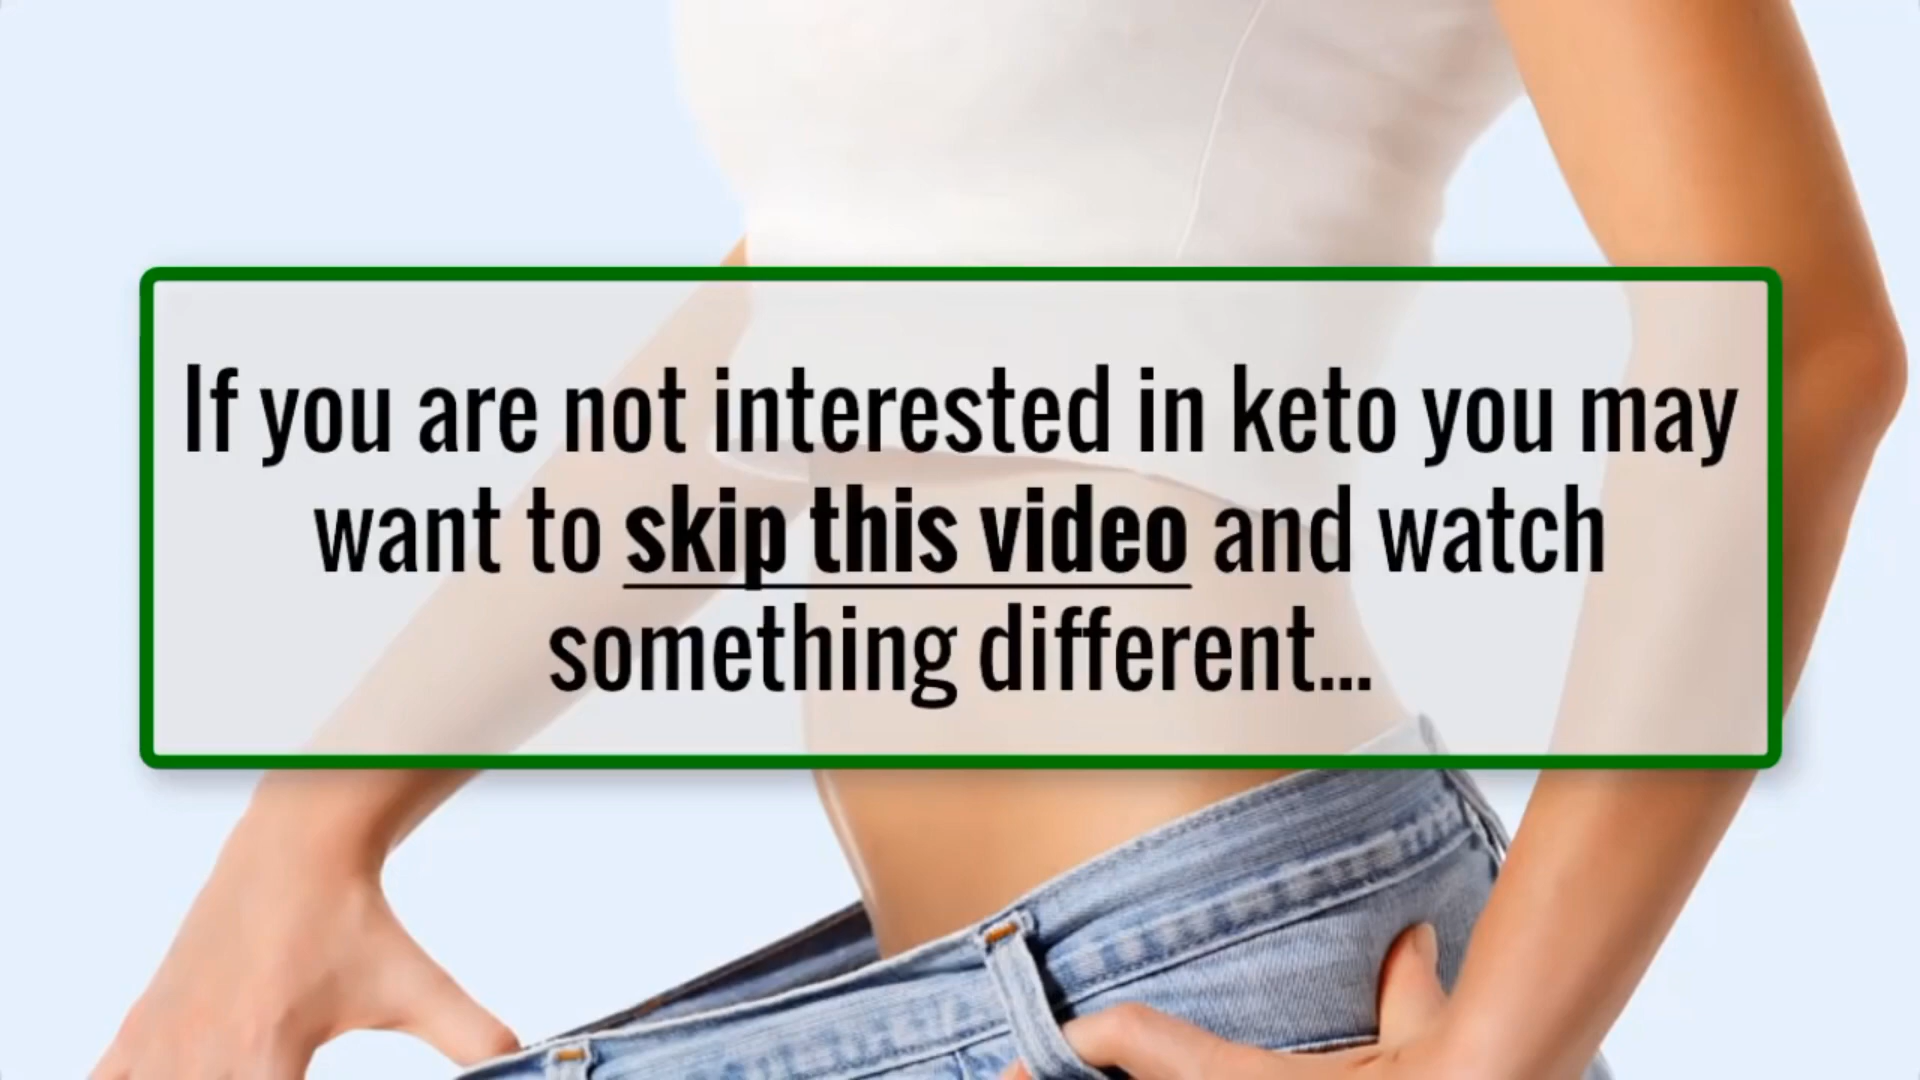 If you are not interested in keto you may
want to skip this video and watch
something different...